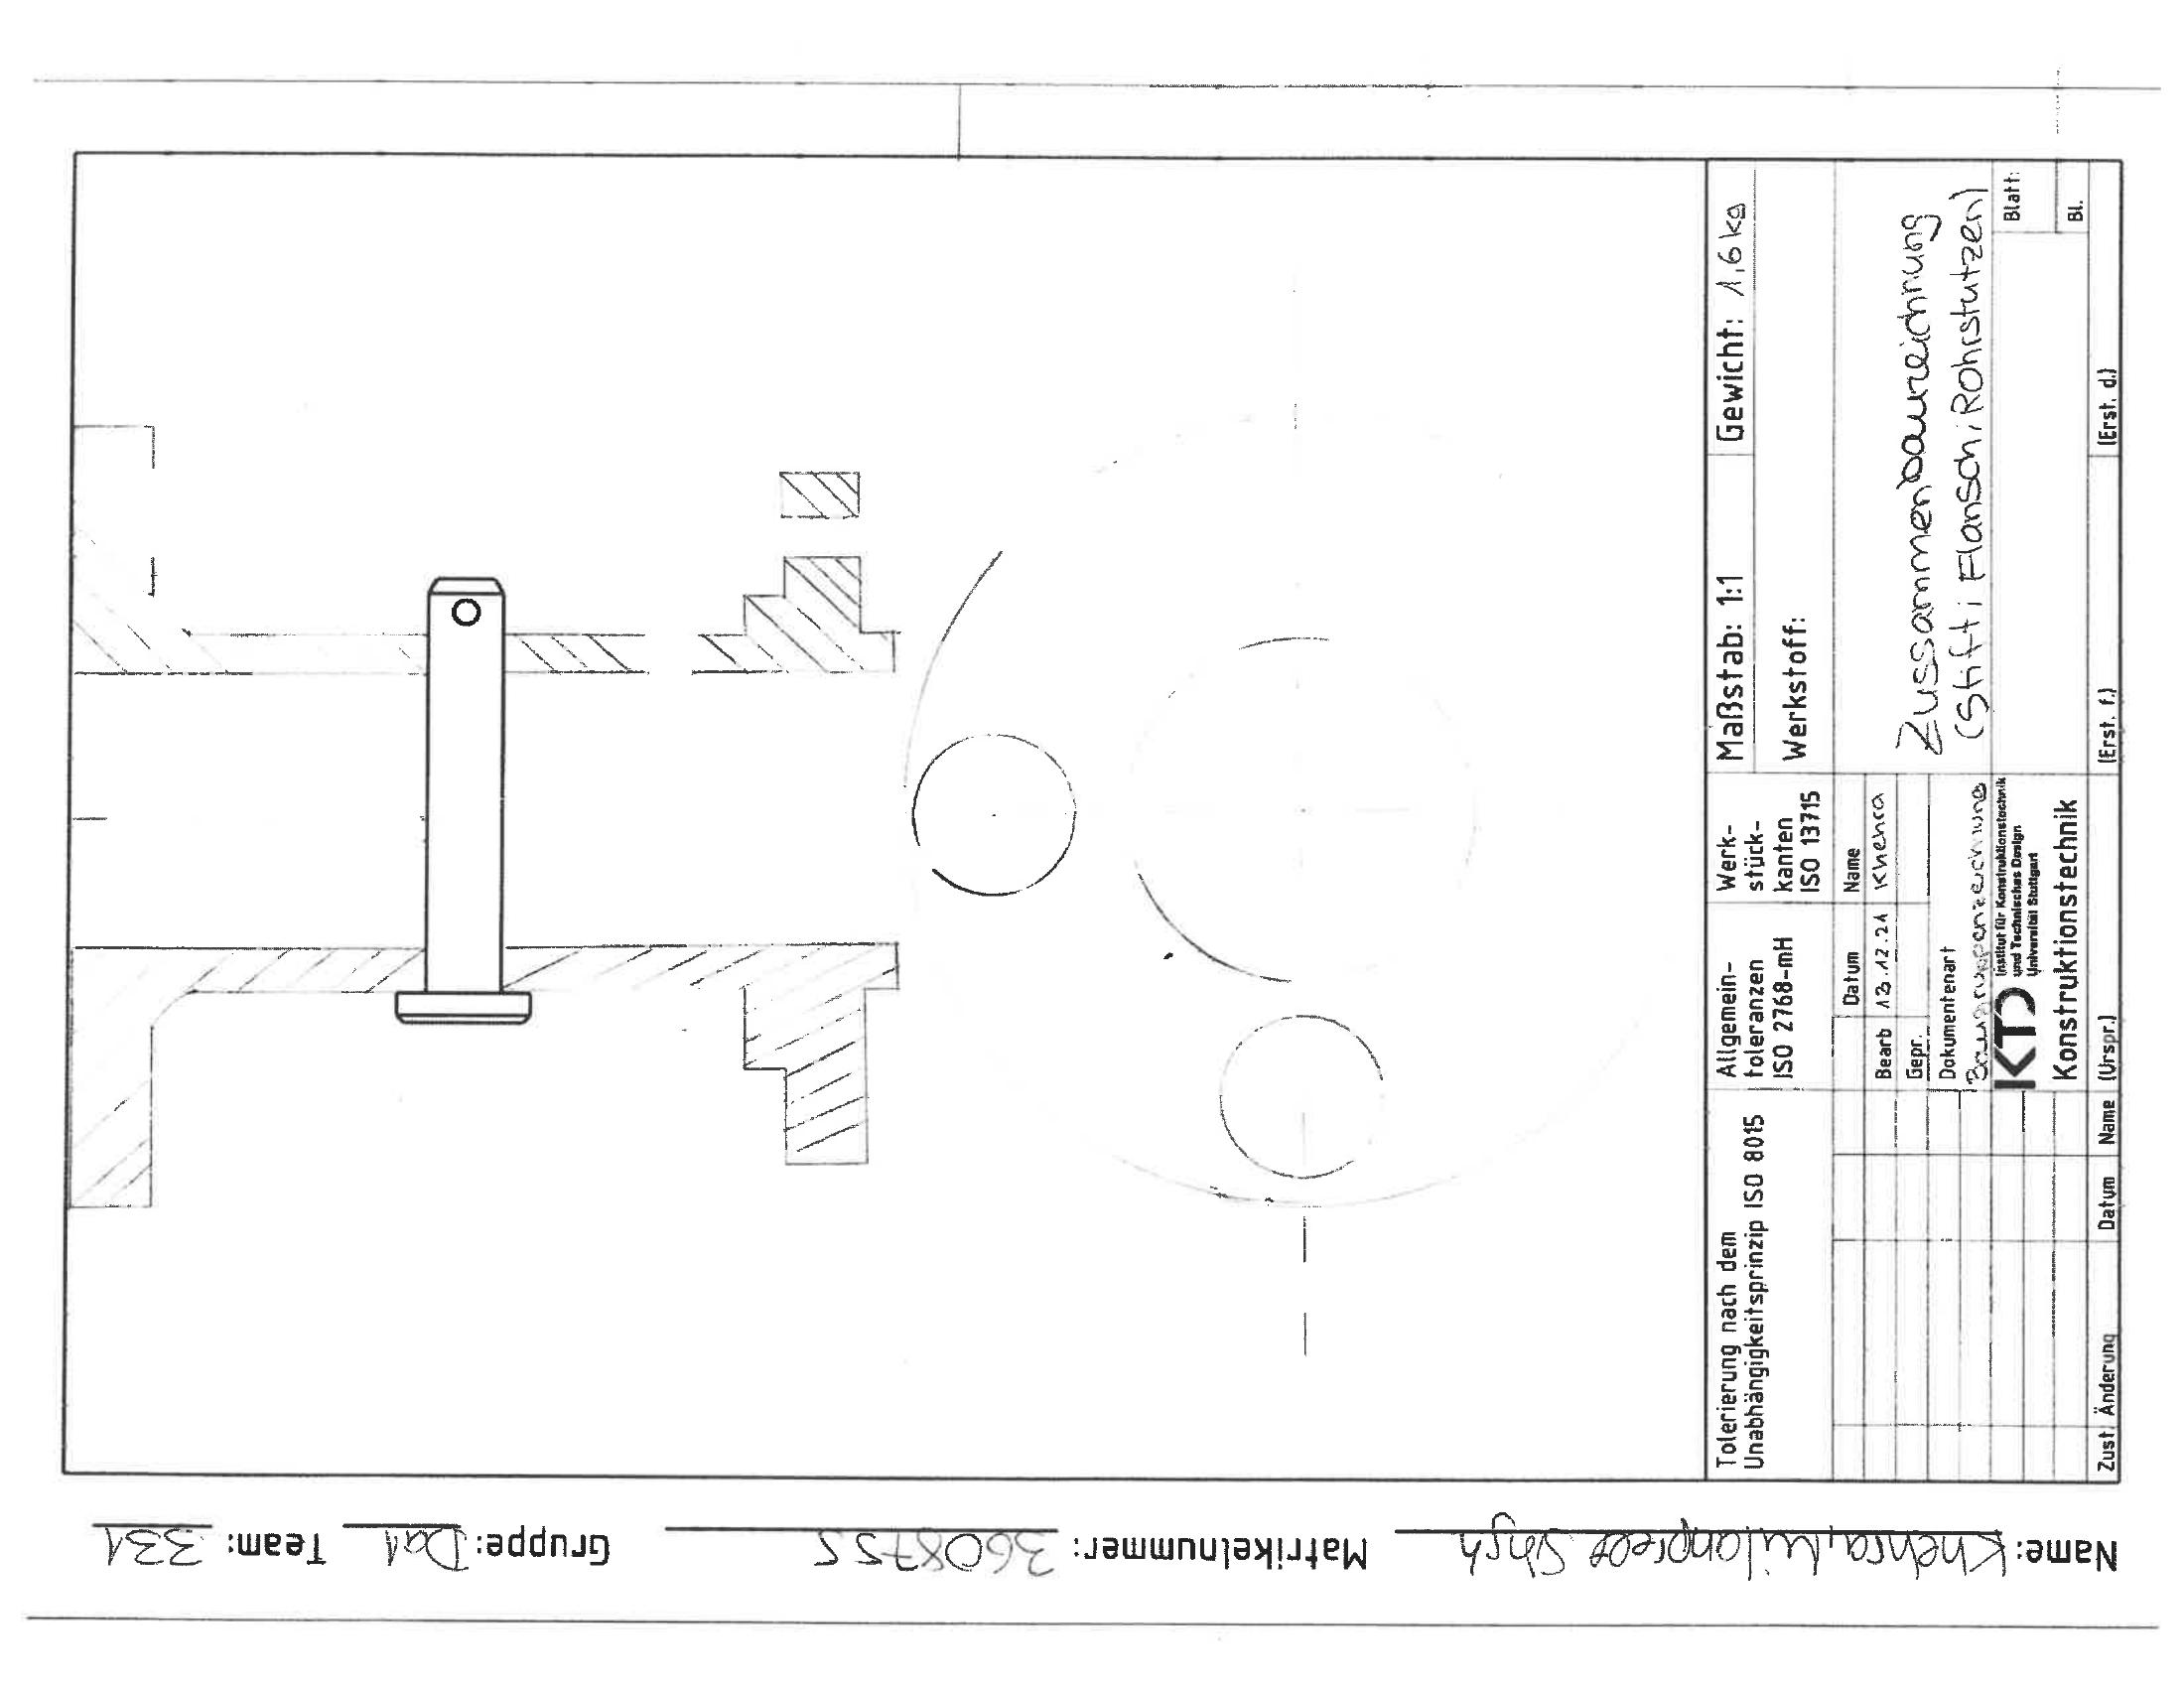 Tolerierung nach dem
Unabhängigkeitsprinzip ISO 8015
Allgemein-
toleranzen
ISO 2768-mH
Werk-
stück-
kanten
ISO 13715
Maßstab: 1:1
Gewicht: 1,6 kg
Werkstoff:
Datum
Name
Bearb
13.12.21
Khehra
Gepr.
Dokumentenart
Baugruppenzeichnung
Zussammenbauzeichnung
(Stift; Flansch; Rohrstutzen)
KTD
Institut für Konstruktionstechnik
und Technisches Design
Universität Stuttgart
Konstruktionstechnik
Blatt:
Bl.
Zust.
Änderung
Datum
Name
(Urspr.)
(Erst. f.)
(Erst. d.)
Name: Khehra, Singh
Matrikelnummer: 3608755
Gruppe: Da1
Team: 331